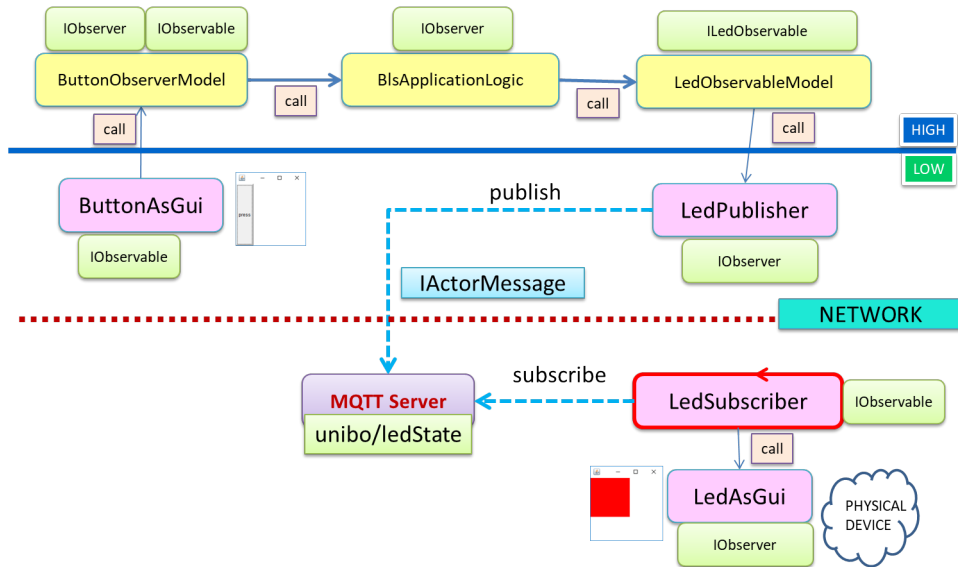 IObserver
IObservable
IObserver
ILedObservable
ButtonObserverModel
BlsApplicationLogic
LedObservableModel
call
call
call
call
HIGH
LOW
ButtonAsGui
press
publish
LedPublisher
IObservable
IObserver
IActorMessage
NETWORK
subscribe
MQTT Server
unibo/ledState
LedSubscriber
IObservable
call
LedAsGui
PHYSICAL
DEVICE
IObserver